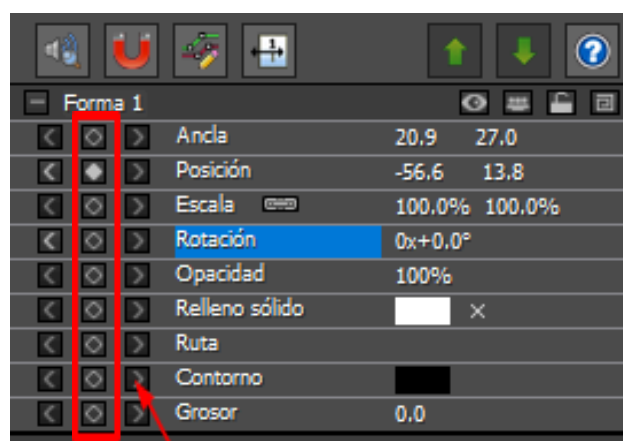 1
?
Forma 1
Ancla 20.9 27.0
Posición -56.6 13.8
Escala 100.0% 100.0%
Rotación 0x+0.0°
Opacidad 100%
Relleno sólido
Ruta
Contorno
Grosor 0.0